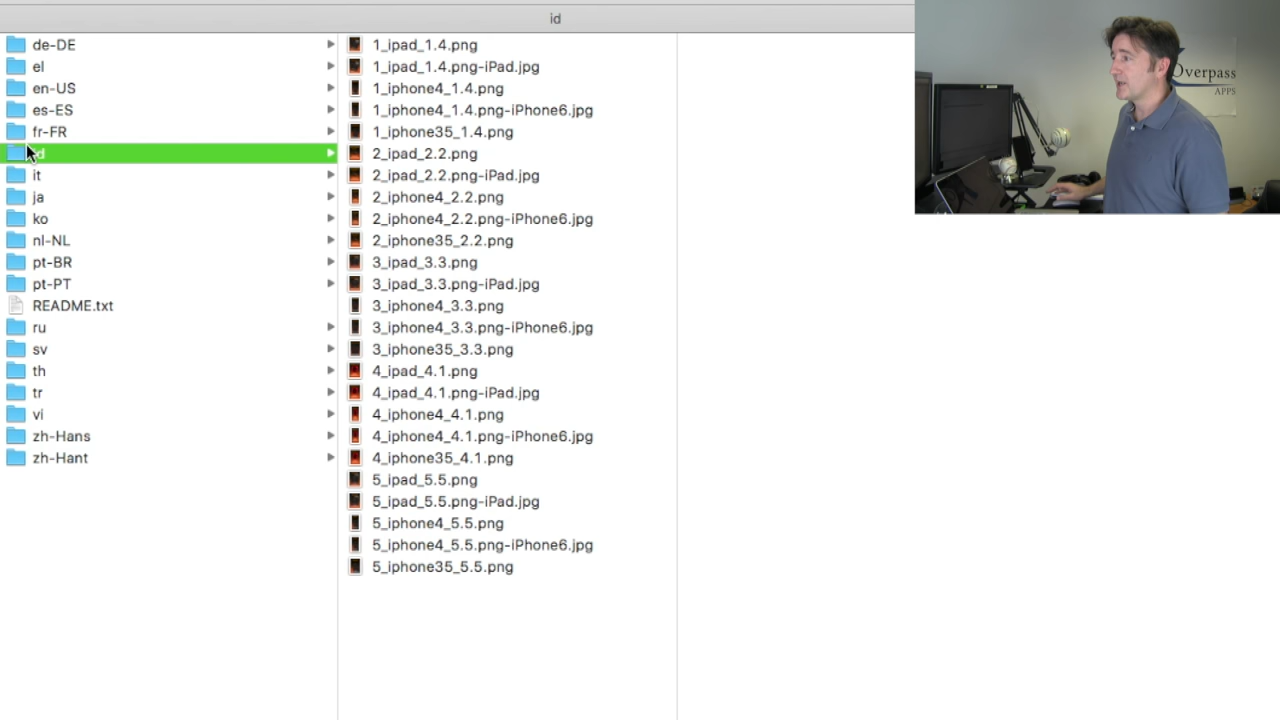 id
de-DE
el
en-US
es-ES
fr-FR
it
ja
ko
nl-NL
pt-BR
pt-PT
README.txt
ru
sv
th
tr
vi
zh-Hans
zh-Hant
1_ipad_1.4.png
1_ipad_1.4.png-iPad.jpg
1_iphone4_1.4.png
1_iphone4_1.4.png-iPhone6.jpg
1_iphone35_1.4.png
2_ipad_2.2.png
2_ipad_2.2.png-iPad.jpg
2_iphone4_2.2.png
2_iphone4_2.2.png-iPhone6.jpg
2_iphone35_2.2.png
3_ipad_3.3.png
3_ipad_3.3.png-iPad.jpg
3_iphone4_3.3.png
3_iphone4_3.3.png-iPhone6.jpg
3_iphone35_3.3.png
4_ipad_4.1.png
4_ipad_4.1.png-iPad.jpg
4_iphone4_4.1.png
4_iphone4_4.1.png-iPhone6.jpg
4_iphone35_4.1.png
5_ipad_5.5.png
5_ipad_5.5.png-iPad.jpg
5_iphone4_5.5.png
5_iphone4_5.5.png-iPhone6.jpg
5_iphone35_5.5.png
Overpass
APPS